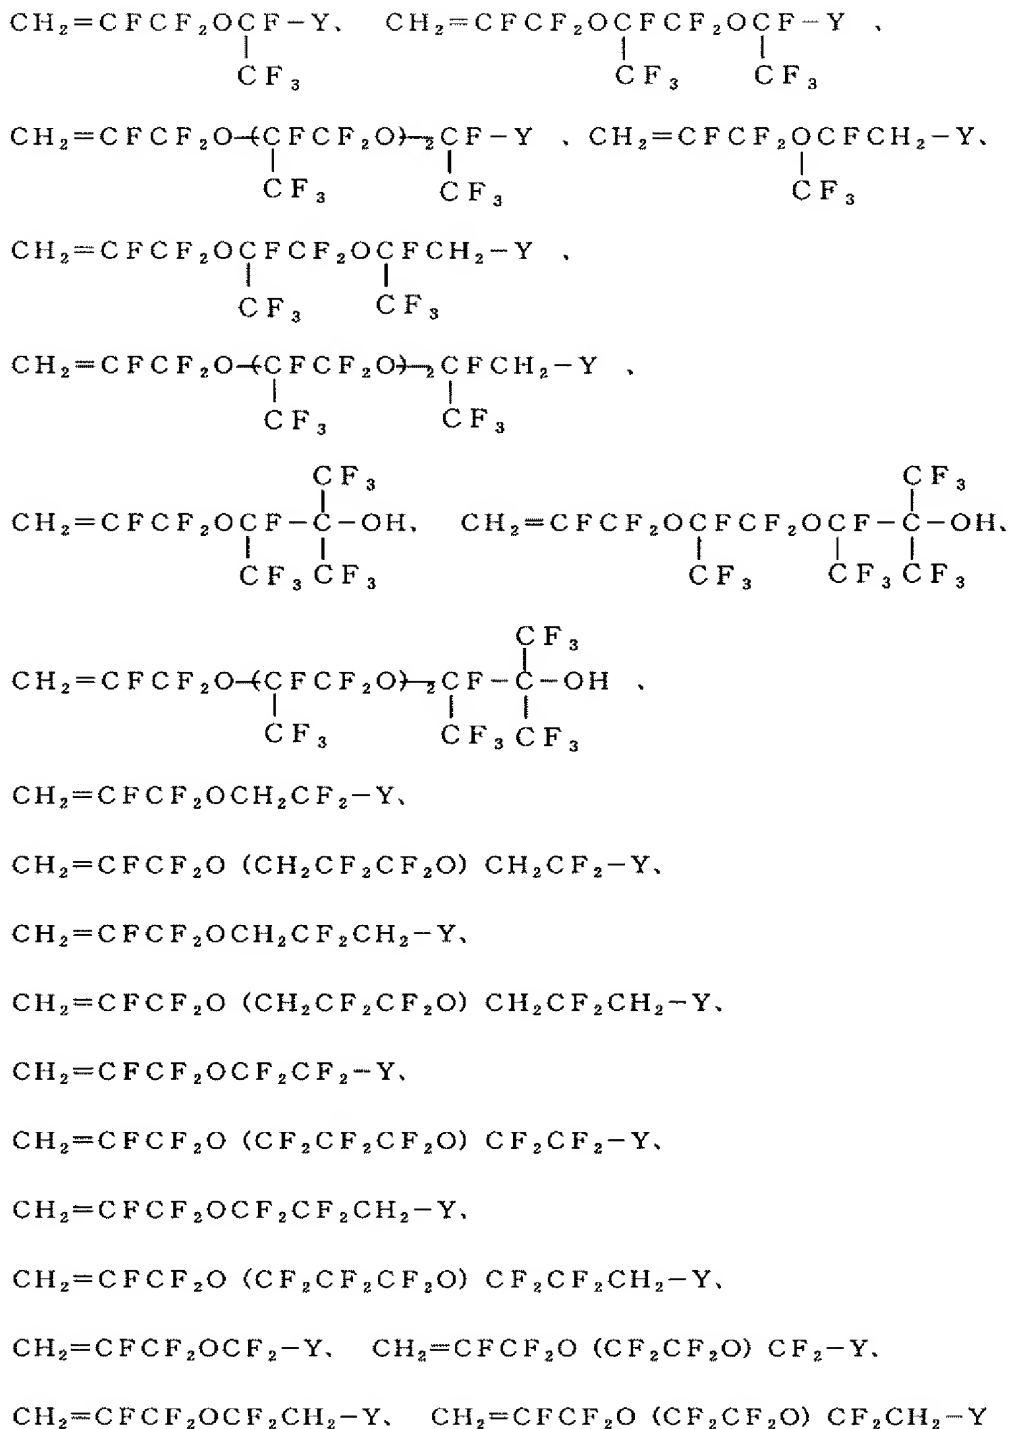 CH₂=CFCF₂OCF-Y、 CH₂=CFCF₂OCFCF₂OCF-Y 、
CF₃ CF₃ CF₃
CH₂=CFCF₂O-(CFCF₂O)-₂CF-Y 、CH₂=CFCF₂OCFCH₂-Y、
CF₃ CF₃ CF₃
CH₂=CFCF₂OCFCF₂OCFCH₂-Y 、
CF₃ CF₃
CH₂=CFCF₂O-(CFCF₂O)-₂CFCH₂-Y 、
CF₃ CF₃
CF₃ CF₃
CH₂=CFCF₂OCF-C-OH、 CH₂=CFCF₂OCFCF₂OCF-C-OH、
CF₃ CF₃ CF₃ CF₃ CF₃
CF₃
CH₂=CFCF₂O-(CFCF₂O)-₂CF-C-OH 、
CF₃ CF₃ CF₃
CH₂=CFCF₂OCH₂CF₂-Y、
CH₂=CFCF₂O (CH₂CF₂CF₂O) CH₂CF₂-Y、
CH₂=CFCF₂OCH₂CF₂CH₂-Y、
CH₂=CFCF₂O (CH₂CF₂CF₂O) CH₂CF₂CH₂-Y、
CH₂=CFCF₂OCF₂CF₂-Y、
CH₂=CFCF₂O (CF₂CF₂CF₂O) CF₂CF₂-Y、
CH₂=CFCF₂OCF₂CF₂CH₂-Y、
CH₂=CFCF₂O (CF₂CF₂CF₂O) CF₂CF₂CH₂-Y、
CH₂=CFCF₂OCF₂-Y、 CH₂=CFCF₂O (CF₂CF₂O) CF₂-Y、
CH₂=CFCF₂OCF₂CH₂-Y、 CH₂=CFCF₂O (CF₂CF₂O) CF₂CH₂-Y